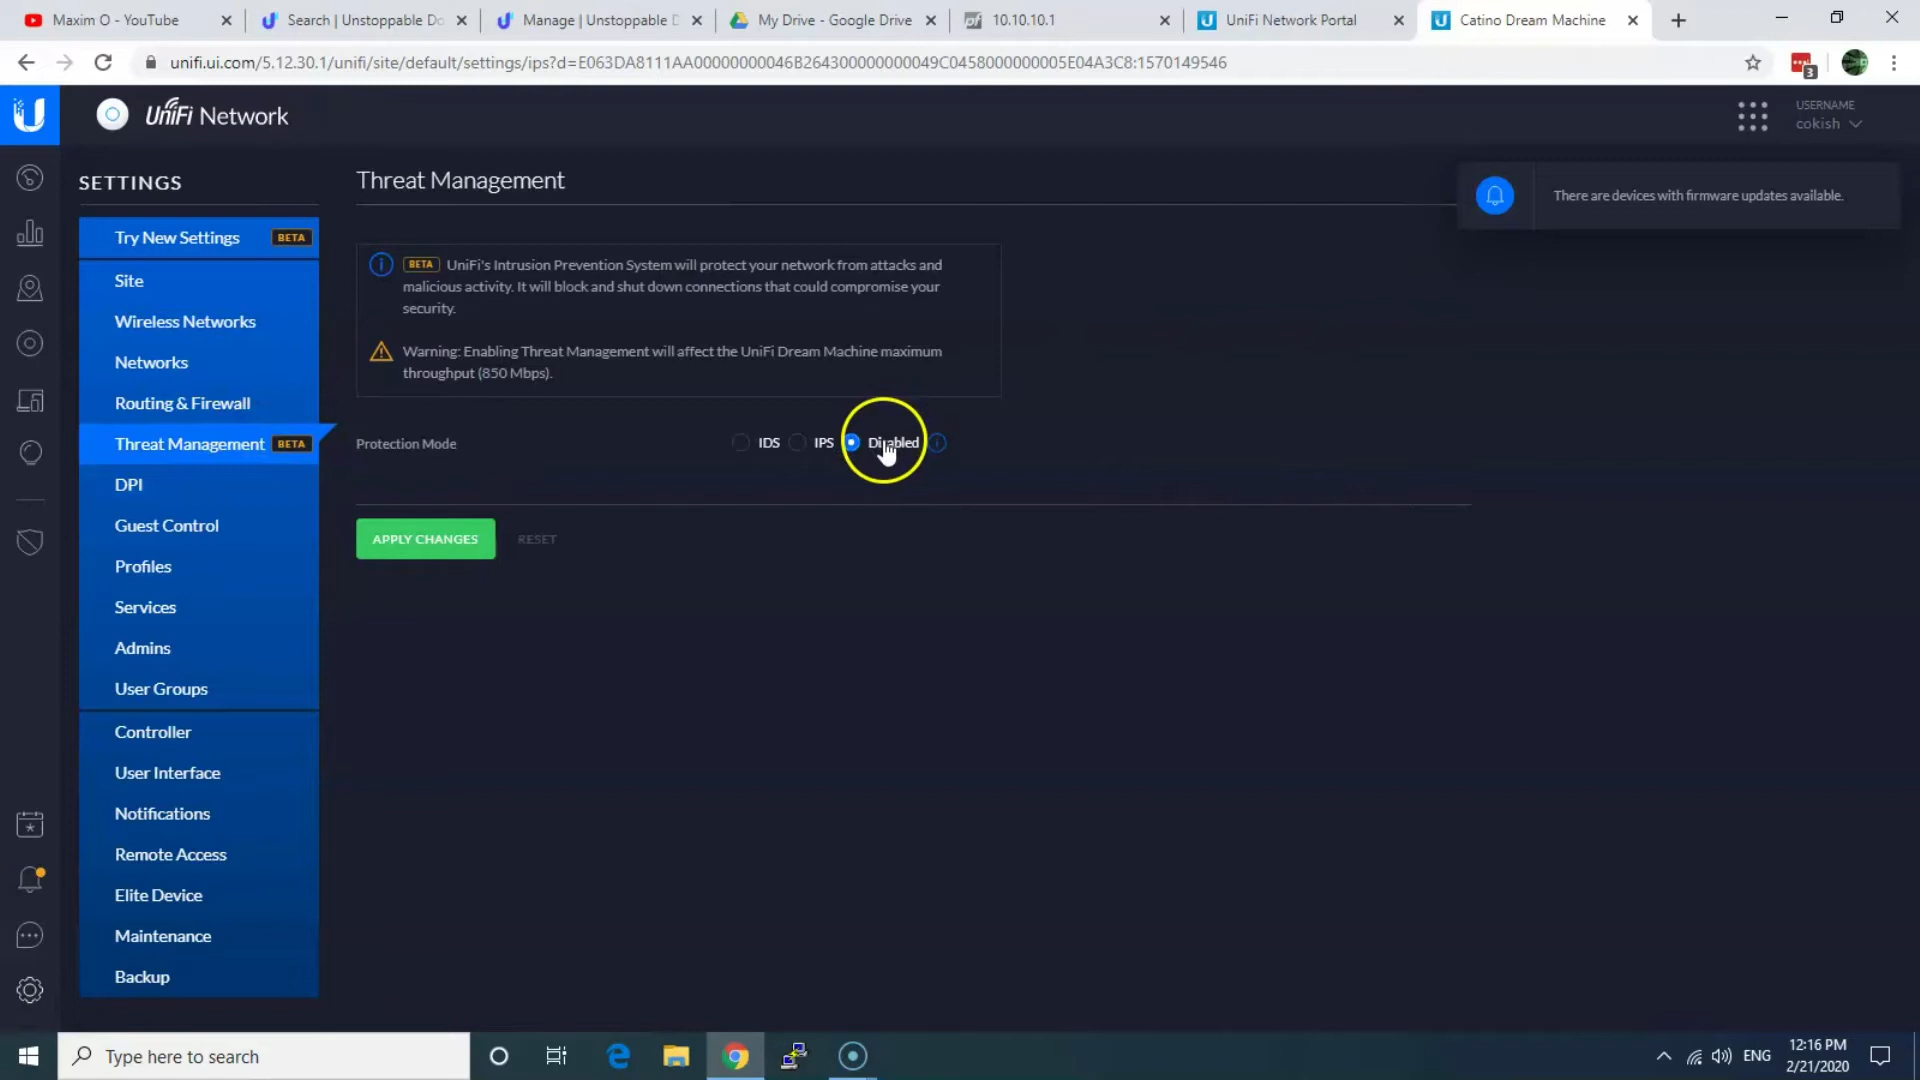 Maxim O - YouTube
Search | Unstoppable Do
Manage | Unstoppable D
My Drive - Google Drive
10.10.10.1
UniFi Network Portal
Catino Dream Machine
unifi.ui.com/5.12.30.1/unifi/site/default/settings/ips?d=E063DA8111AA00000000046B264300000000049C0458000000005E04A3C8:1570149546
3
UniFi Network
USERNAME
cokish
SETTINGS
Try New Settings BETA
Site
Wireless Networks
Networks
Routing & Firewall
Threat Management BETA
DPI
Guest Control
Profiles
Services
Admins
User Groups
Controller
User Interface
Notifications
Remote Access
Elite Device
Maintenance
Backup
Threat Management
There are devices with firmware updates available.
BETA UniFi's Intrusion Prevention System will protect your network from attacks and
malicious activity. It will block and shut down connections that could compromise your
security.
Warning: Enabling Threat Management will affect the UniFi Dream Machine maximum
throughput (850 Mbps).
Protection Mode
IDS IPS Disabled
APPLY CHANGES RESET
Type here to search
ENG
12:16 PM
2/21/2020